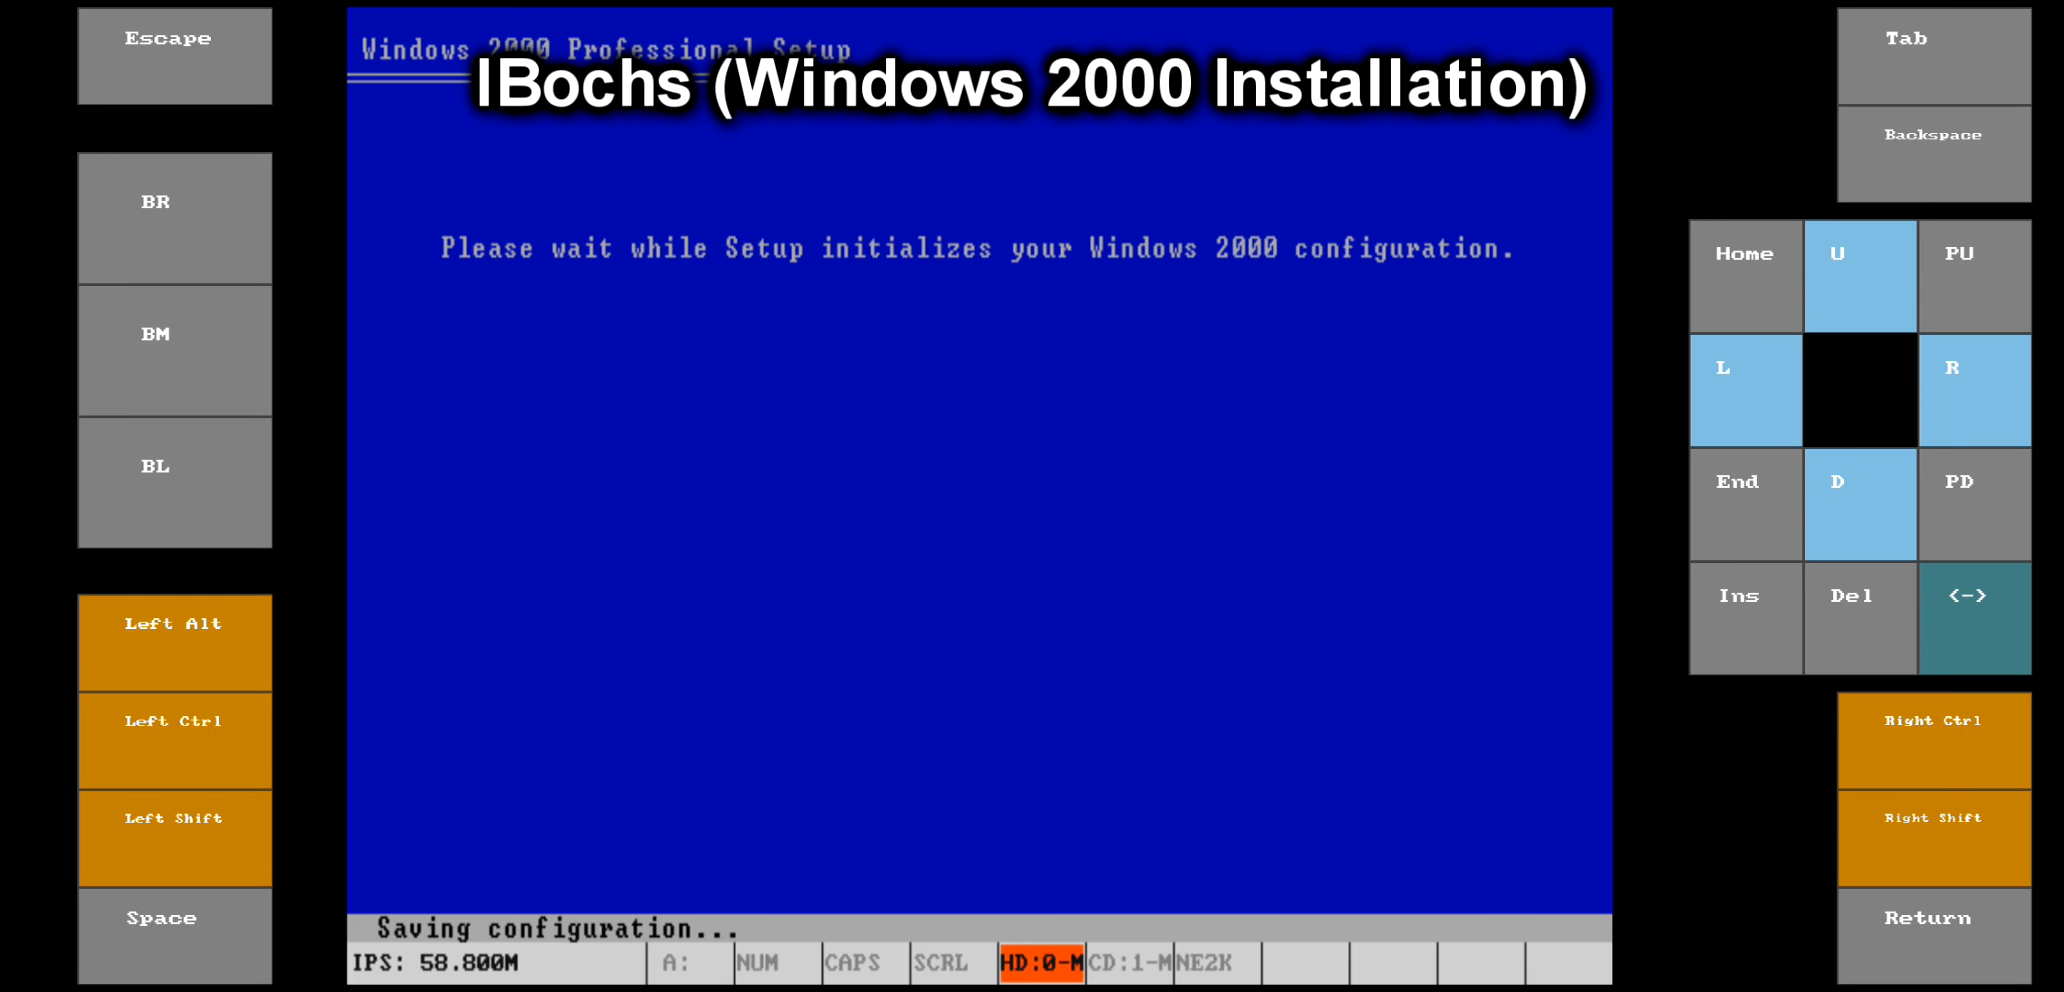 Escape
BR
BM
BL
Left Alt
Left Ctrl
Left Shift
Space
Windows 2000 Professional Setup
IBochs (Windows 2000 Installation)
Please wait while Setup initializes your Windows 2000 configuration.
Saving configuration...
IPS: 58.800M A: NUM CAPS SCRL HD:0-M CD:1-M NE2K
Tab
Backspace
Home U PU
L R
End D PD
Ins Del <->
Right Ctrl
Right Shift
Return